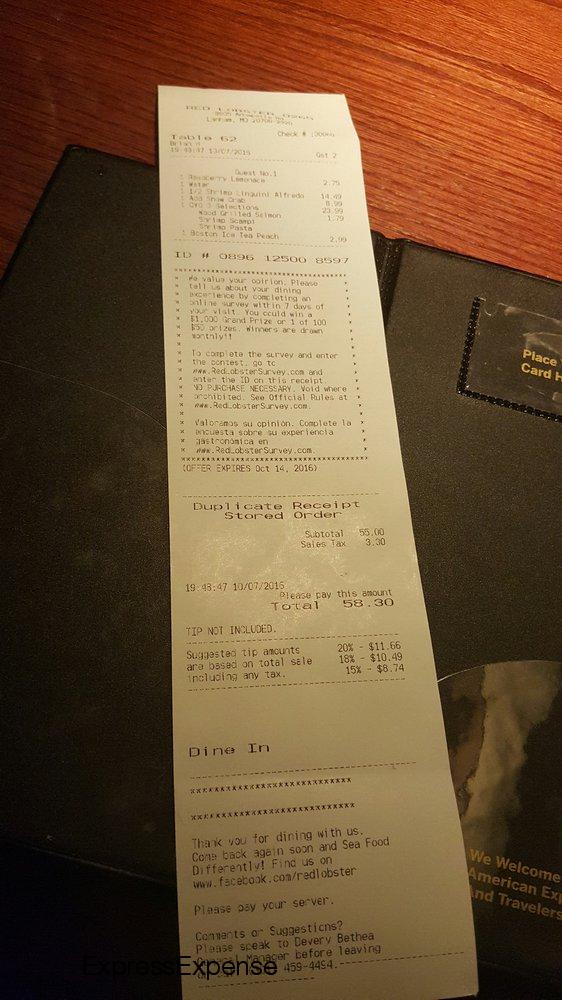 RED LOBSTER 0265
Lanham, MD 20706
Check #
Table 62
Brian H
19:43:47 10/07/2016
Gst 2
Guest No.1
1 Raspberry Lemonade 2.75
1 Water
1 1/2 Shrimp Linguini Alfredo 14.49
1 Add Snow Crab 8.99
1 CYO 3 Selections 23.99
Wood Grilled Salmon 1.79
Shrimp Scampi
Shrimp Pasta
1 Boston Ice Tea Peach 2.99
ID # 0896 12500 8597
We value your opinion. Please
tell us about your dining
experience by completing an
online survey within 7 days of
your visit. You could win a
$1,000 Grand Prize or 1 of 100
$50 prizes. Winners are drawn
monthly!!
To complete the survey and enter
the contest, go to
www.RedLobsterSurvey.com and
enter the ID on this receipt.
NO PURCHASE NECESSARY. Void where
prohibited. See Official Rules at
www.RedLobsterSurvey.com.
Valoramos su opinión. Complete la
encuesta sobre su experiencia
gastronómica en
www.RedLobsterSurvey.com.
(OFFER EXPIRES Oct 14, 2016)
Duplicate Receipt
Stored Order
Subtotal 55.00
Sales Tax 3.30
19:43:47 10/07/2016
Please pay this amount
Total 58.30
TIP NOT INCLUDED.
Suggested tip amounts 20% - $11.66
are based on total sale 18% - $10.49
including any tax. 15% - $8.74
Dine In
xxxxxxxxxxxxxxxxxxxxxxxxxxx
xxxxxxxxxxxxxxxxxxxxxxxxxxx
Thank you for dining with us.
Come back again soon and Sea Food
Differently! Find us on
www.facebook.com/redlobster
Please pay your server.
Comments or Suggestions?
Please speak to Devery Bethea
General Manager before leaving
459-4494.
ExpressExpense
Place
Card H
We Welcome
American Exp
And Travelers